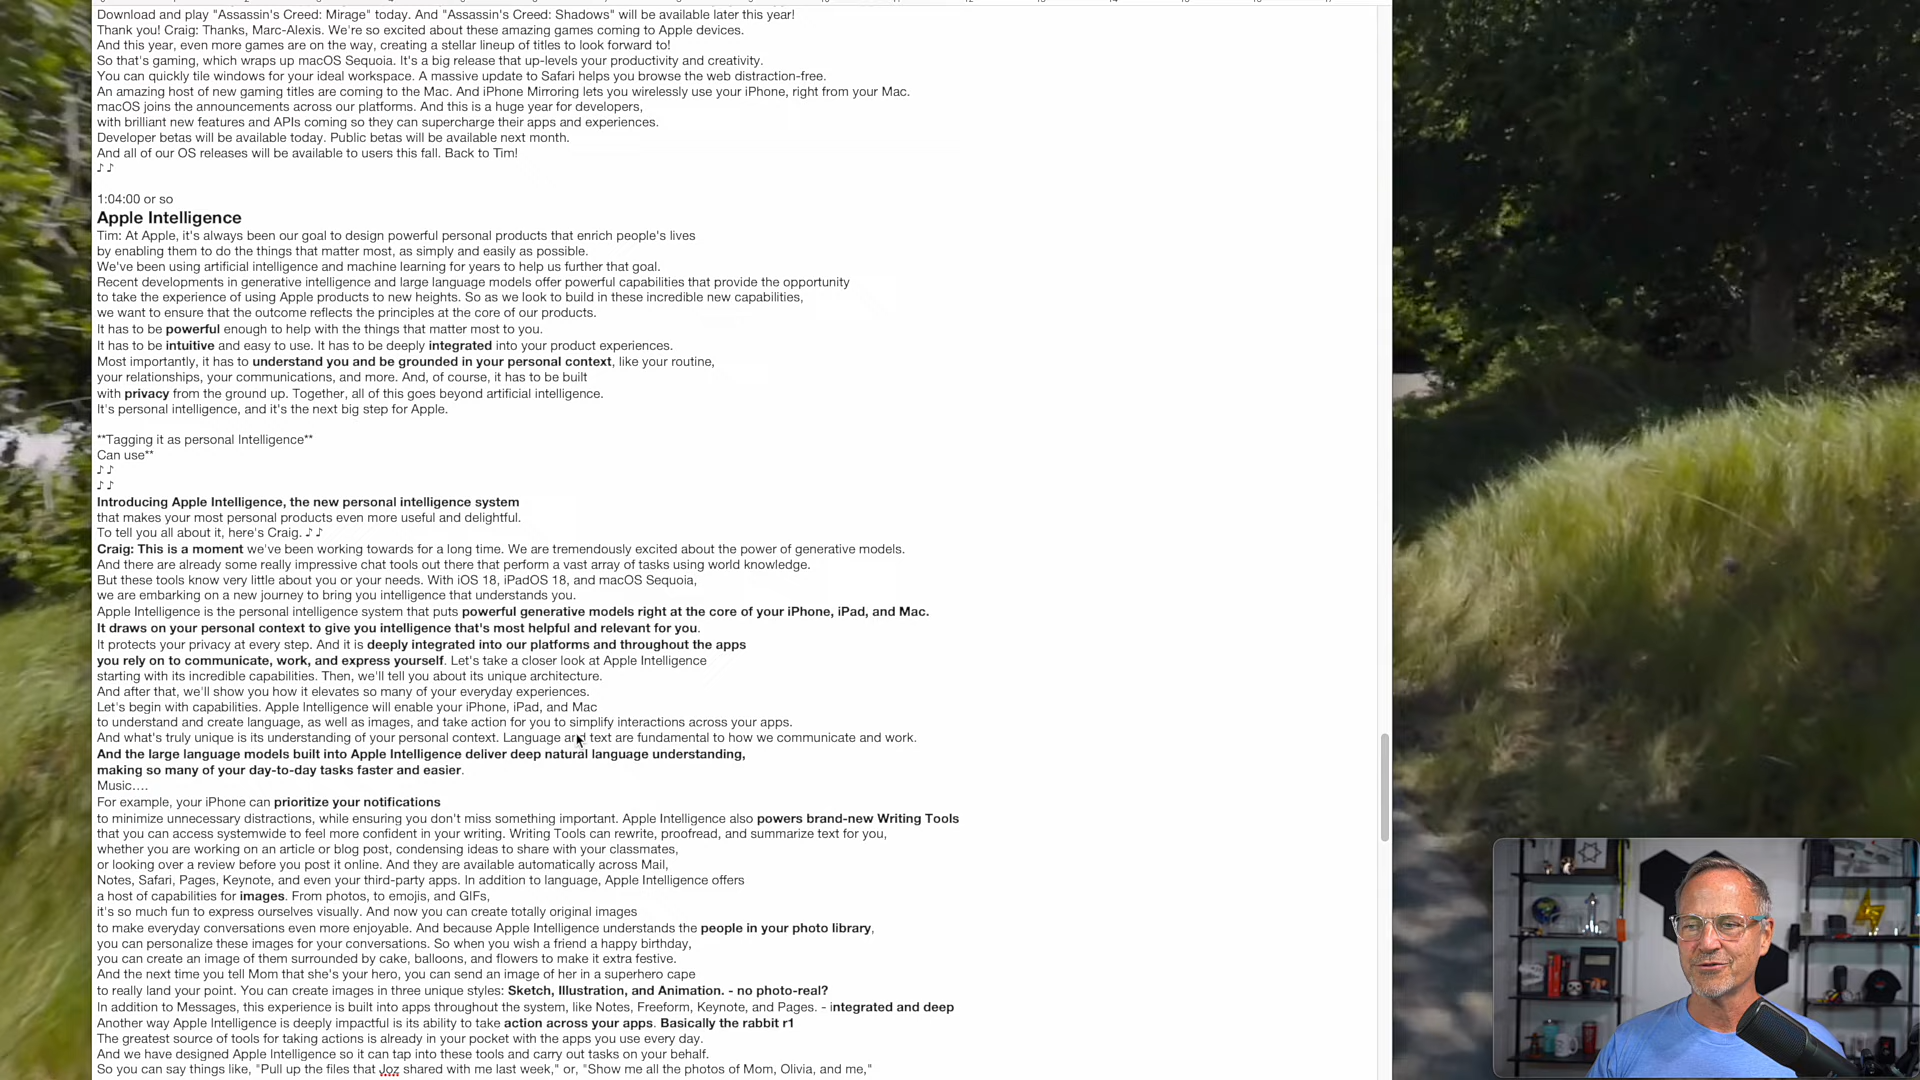 Download and play "Assassin's Creed: Mirage" today. And "Assassin's Creed: Shadows" will be available later this year!
Thank you! Craig: Thanks, Marc-Alexis. We're so excited about these amazing games coming to Apple devices.
And this year, even more games are on the way, creating a stellar lineup of titles to look forward to!
So that's gaming, which wraps up macOS Sequoia. It's a big release that up-levels your productivity and creativity.
You can quickly tile windows for your ideal workspace. A massive update to Safari helps you browse the web distraction-free.
An amazing host of new gaming titles are coming to the Mac. And iPhone Mirroring lets you wirelessly use your iPhone, right from your Mac.
macOS joins the announcements across our platforms. And this is a huge year for developers,
with brilliant new features and APIs coming so they can supercharge their apps and experiences.
Developer betas will be available today. Public betas will be available next month.
And all of our OS releases will be available to users this fall. Back to Tim!
♪ ♪
1:04:00 or so
Apple Intelligence
Tim: At Apple, it's always been our goal to design powerful personal products that enrich people's lives
by enabling them to do the things that matter most, as simply and easily as possible.
We've been using artificial intelligence and machine learning for years to help us further that goal.
Recent developments in generative intelligence and large language models offer powerful capabilities that provide the opportunity
to take the experience of using Apple products to new heights. So as we look to build in these incredible new capabilities,
we want to ensure that the outcome reflects the principles at the core of our products.
It has to be powerful enough to help with the things that matter most to you.
It has to be intuitive and easy to use. It has to be deeply integrated into your product experiences.
Most importantly, it has to understand you and be grounded in your personal context, like your routine,
your relationships, your communications, and more. And, of course, it has to be built
with privacy from the ground up. Together, all of this goes beyond artificial intelligence.
It's personal intelligence, and it's the next big step for Apple.
**Tagging it as personal Intelligence**
Can use**
♪ ♪
♪ ♪
Introducing Apple Intelligence, the new personal intelligence system
that makes your most personal products even more useful and delightful.
To tell you all about it, here's Craig. ♪ ♪
Craig: This is a moment we've been working towards for a long time. We are tremendously excited about the power of generative models.
And there are already some really impressive chat tools out there that perform a vast array of tasks using world knowledge.
But these tools know very little about you or your needs. With iOS 18, iPadOS 18, and macOS Sequoia,
we are embarking on a new journey to bring you intelligence that understands you.
Apple Intelligence is the personal intelligence system that puts powerful generative models right at the core of your iPhone, iPad, and Mac.
It draws on your personal context to give you intelligence that's most helpful and relevant for you.
It protects your privacy at every step. And it is deeply integrated into our platforms and throughout the apps
you rely on to communicate, work, and express yourself. Let's take a closer look at Apple Intelligence
starting with its incredible capabilities. Then, we'll tell you about its unique architecture.
And after that, we'll show you how it elevates so many of your everyday experiences.
Let's begin with capabilities. Apple Intelligence will enable your iPhone, iPad, and Mac
to understand and create language, as well as images, and take action for you to simplify interactions across your apps.
And what's truly unique is its understanding of your personal context. Language and text are fundamental to how we communicate and work.
And the large language models built into Apple Intelligence deliver deep natural language understanding,
making so many of your day-to-day tasks faster and easier.
Music….
For example, your iPhone can prioritize your notifications
to minimize unnecessary distractions, while ensuring you don't miss something important. Apple Intelligence also powers brand-new Writing Tools
that you can access systemwide to feel more confident in your writing. Writing Tools can rewrite, proofread, and summarize text for you,
whether you are working on an article or blog post, condensing ideas to share with your classmates,
or looking over a review before you post it online. And they are available automatically across Mail,
Notes, Safari, Pages, Keynote, and even your third-party apps. In addition to language, Apple Intelligence offers
a host of capabilities for images. From photos, to emojis, and GIFs,
it's so much fun to express ourselves visually. And now you can create totally original images
to make everyday conversations even more enjoyable. And because Apple Intelligence understands the people in your photo library,
you can personalize these images for your conversations. So when you wish a friend a happy birthday,
you can create an image of them surrounded by cake, balloons, and flowers to make it extra festive.
And the next time you tell Mom that she's your hero, you can send an image of her in a superhero cape
to really land your point. You can create images in three unique styles: Sketch, Illustration, and Animation. - no photo-real?
In addition to Messages, this experience is built into apps throughout the system, like Notes, Freeform, Keynote, and Pages. - integrated and deep
Another way Apple Intelligence is deeply impactful is its ability to take action across your apps. Basically the rabbit r1
The greatest source of tools for taking actions is already in your pocket with the apps you use every day.
And we have designed Apple Intelligence so it can tap into these tools and carry out tasks on your behalf.
So you can say things like, "Pull up the files that Joz shared with me last week," or, "Show me all the photos of Mom, Olivia, and me,"